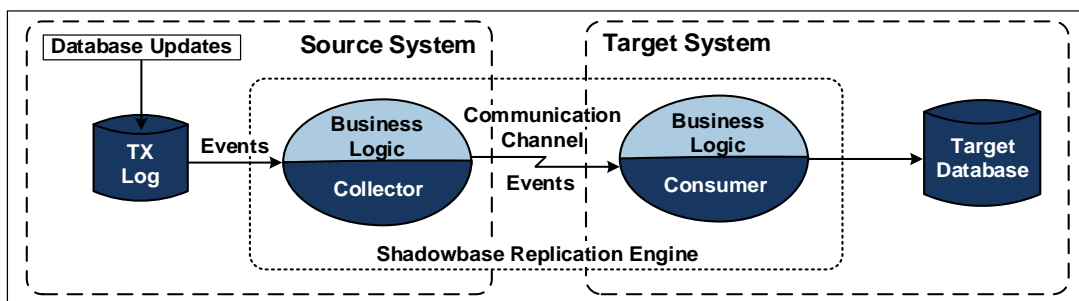 Database Updates
Source System
Target System
TX
Log
Events
Business
Logic
Collector
Communication
Channel
Events
Business
Logic
Consumer
Target
Database
Shadowbase Replication Engine